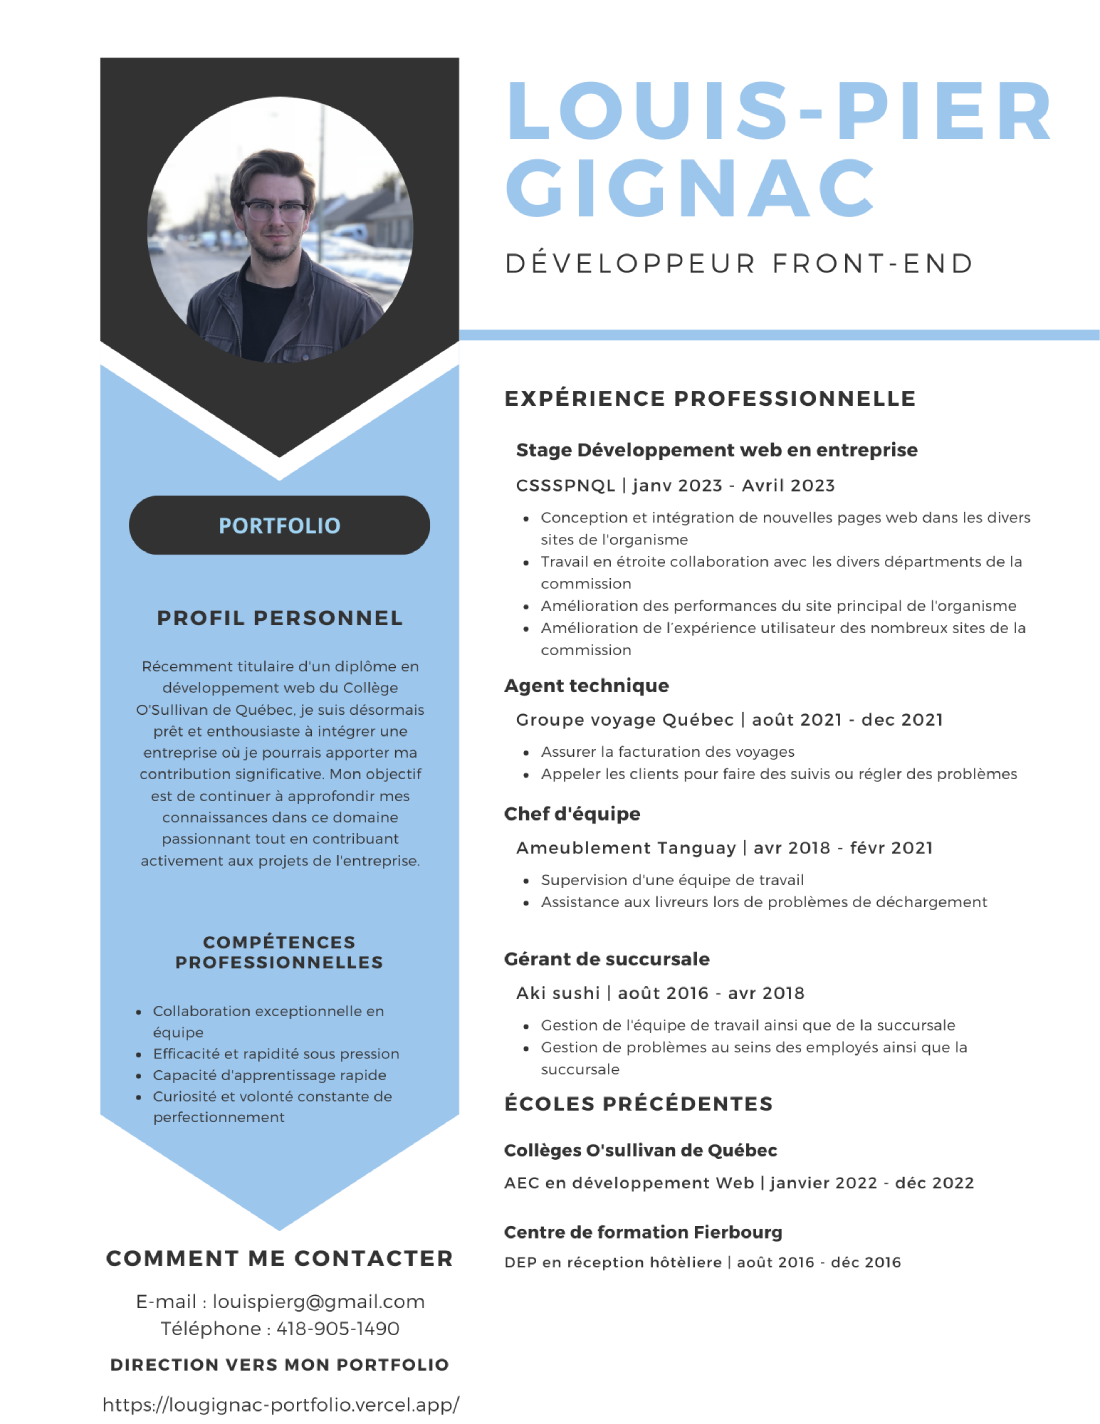 LOUIS-PIER
GIGNAC
DÉVELOPPEUR FRONT-END
PORTFOLIO
PROFIL PERSONNEL
Récemment titulaire d'un diplôme en
développement web du Collège
O'Sullivan de Québec, je suis désormais
prêt et enthousiaste à intégrer une
entreprise où je pourrais apporter ma
contribution significative. Mon objectif
est de continuer à approfondir mes
connaissances dans ce domaine
passionnant tout en contribuant
activement aux projets de l'entreprise.
COMPÉTENCES
PROFESSIONNELLES
• Collaboration exceptionnelle en
équipe
• Efficacité et rapidité sous pression
• Capacité d'apprentissage rapide
• Curiosité et volonté constante de
perfectionnement
COMMENT ME CONTACTER
E-mail : louispierg@gmail.com
Téléphone : 418-905-1490
DIRECTION VERS MON PORTFOLIO
https://lougignac-portfolio.vercel.app/
EXPÉRIENCE PROFESSIONNELLE
Stage Développement web en entreprise
CSSSPNQL | janv 2023 - Avril 2023
• Conception et intégration de nouvelles pages web dans les divers
sites de l'organisme
• Travail en étroite collaboration avec les divers départments de la
commission
• Amélioration des performances du site principal de l'organisme
• Amélioration de l'expérience utilisateur des nombreux sites de la
commission
Agent technique
Groupe voyage Québec | août 2021 - dec 2021
• Assurer la facturation des voyages
• Appeler les clients pour faire des suivis ou régler des problèmes
Chef d'équipe
Ameublement Tanguay | avr 2018 - févr 2021
• Supervision d'une équipe de travail
• Assistance aux livreurs lors de problèmes de déchargement
Gérant de succursale
Aki sushi | août 2016 - avr 2018
• Gestion de l'équipe de travail ainsi que de la succursale
• Gestion de problèmes au seins des employés ainsi que la
succursale
ÉCOLES PRÉCÉDENTES
Collèges O'sullivan de Québec
AEC en développement Web | janvier 2022 - déc 2022
Centre de formation Fierbourg
DEP en réception hôtèliere | août 2016 - déc 2016